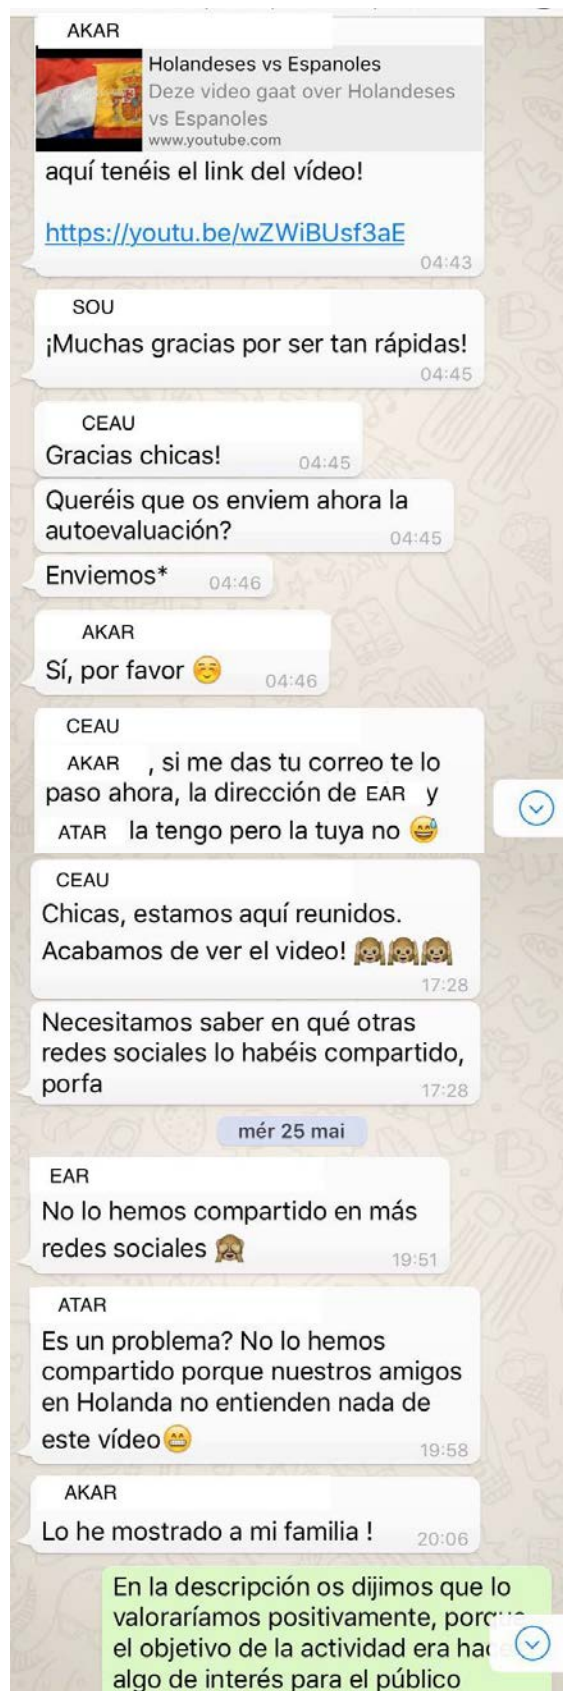 AKAR
Holandeses vs Espanoles
Deze video gaat over Holandeses
vs Espanoles
www.youtube.com
aquí tenéis el link del vídeo!
https://youtu.be/wZWiBUsf3aE
04:43
SOU
¡Muchas gracias por ser tan rápidas!
04:45
CEAU
Gracias chicas!
04:45
Queréis que os enviem ahora la
autoevaluación?
04:45
Enviemos*
04:46
AKAR
Sí, por favor ☺️
04:46
CEAU
AKAR , si me das tu correo te lo
paso ahora, la dirección de EAR y
ATAR la tengo pero la tuya no 😅
CEAU
Chicas, estamos aquí reunidos.
Acabamos de ver el video! 🙉🙉🙉
17:28
Necesitamos saber en qué otras
redes sociales lo habéis compartido,
porfa
17:28
mér 25 mai
EAR
No lo hemos compartido en más
redes sociales 🙈
19:51
ATAR
Es un problema? No lo hemos
compartido porque nuestros amigos
en Holanda no entienden nada de
este vídeo😁
19:58
AKAR
Lo he mostrado a mi familia !
20:06
En la descripción os dijimos que lo
valoraríamos positivamente, porque
el objetivo de la actividad era
algo de interés para el público